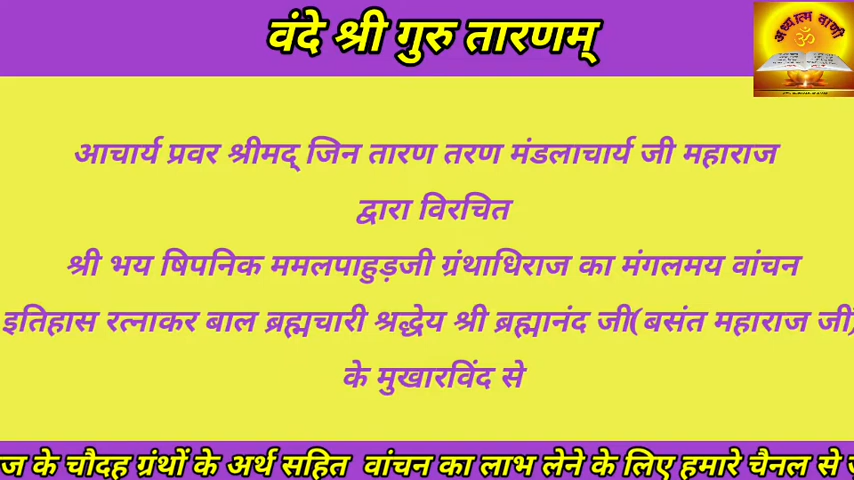 वंदे श्री गुरु तारणम्
अध्यात्म वाणी
ॐ
आचार्य प्रवर श्रीमद् जिन तारण तरण मंडलाचार्य जी महाराज
द्वारा विरचित
श्री भय षिपनिक ममलपाहुड़जी ग्रंथाधिराज का मंगलमय वांचन
इतिहास रत्नाकर बाल ब्रह्मचारी श्रद्धेय श्री ब्रह्मानंद जी(बसंत महाराज जी)
के मुखारविंद से
ज के चौदह ग्रंथों के अर्थ सहित वांचन का लाभ लेने के लिए हमारे चैनल से